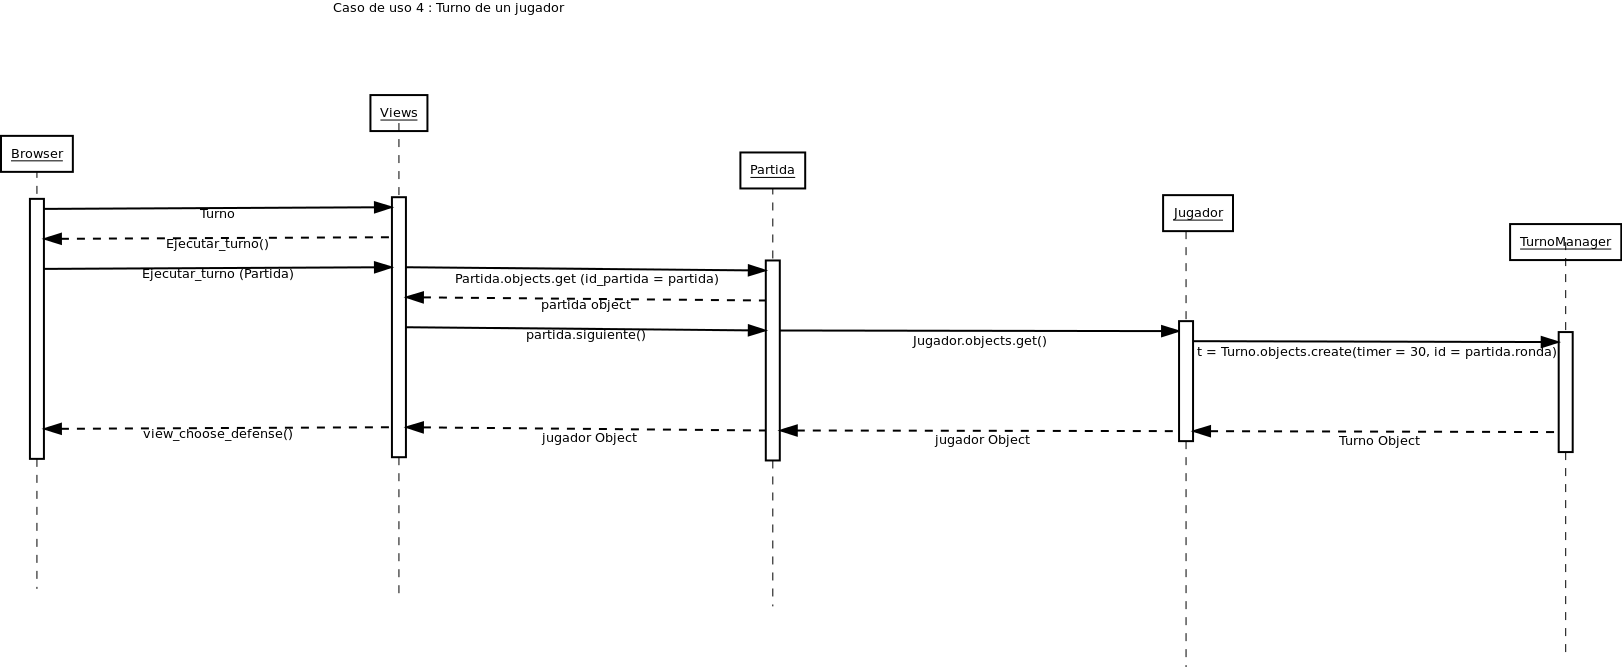 Caso de uso 4 : Turno de un jugador
Views
Browser
Partida
Jugador
TurnoManager
Turno
Ejecutar_turno()
Ejecutar_turno (Partida)
Partida.objects.get (id_partida = partida)
partida object
partida.siguiente()
Jugador.objects.get()
t = Turno.objects.create(timer = 30, id = partida.ronda)
view_choose_defense()
jugador Object
jugador Object
Turno Object